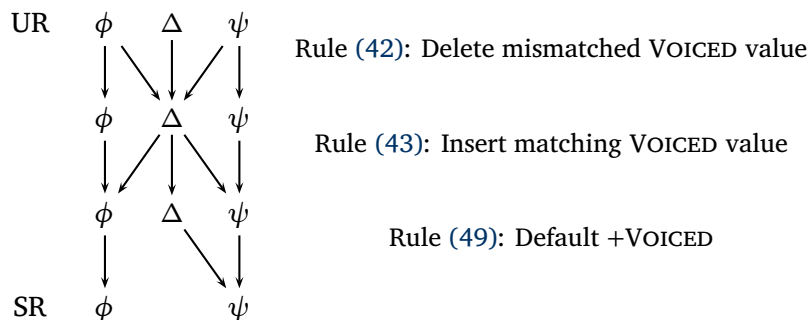 UR ϕ Δ ψ
Rule (42): Delete mismatched VOICED value
ϕ Δ ψ
Rule (43): Insert matching VOICED value
ϕ Δ ψ
Rule (49): Default +VOICED
SR ϕ ψ